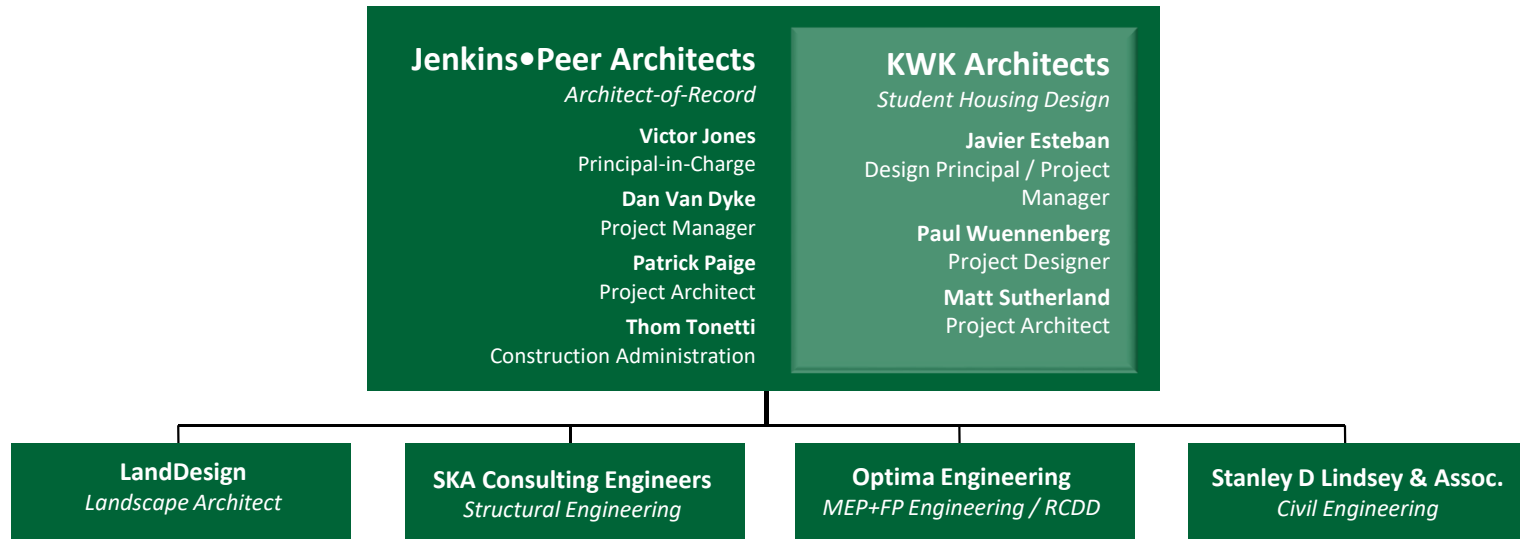 Jenkins•Peer Architects
Architect-of-Record
Victor Jones
Principal-in-Charge
Dan Van Dyke
Project Manager
Patrick Paige
Project Architect
Thom Tonetti
Construction Administration
KWK Architects
Student Housing Design
Javier Esteban
Design Principal / Project
Manager
Paul Wuennenberg
Project Designer
Matt Sutherland
Project Architect
LandDesign
Landscape Architect
SKA Consulting Engineers
Structural Engineering
Optima Engineering
MEP+FP Engineering / RCDD
Stanley D Lindsey & Assoc.
Civil Engineering